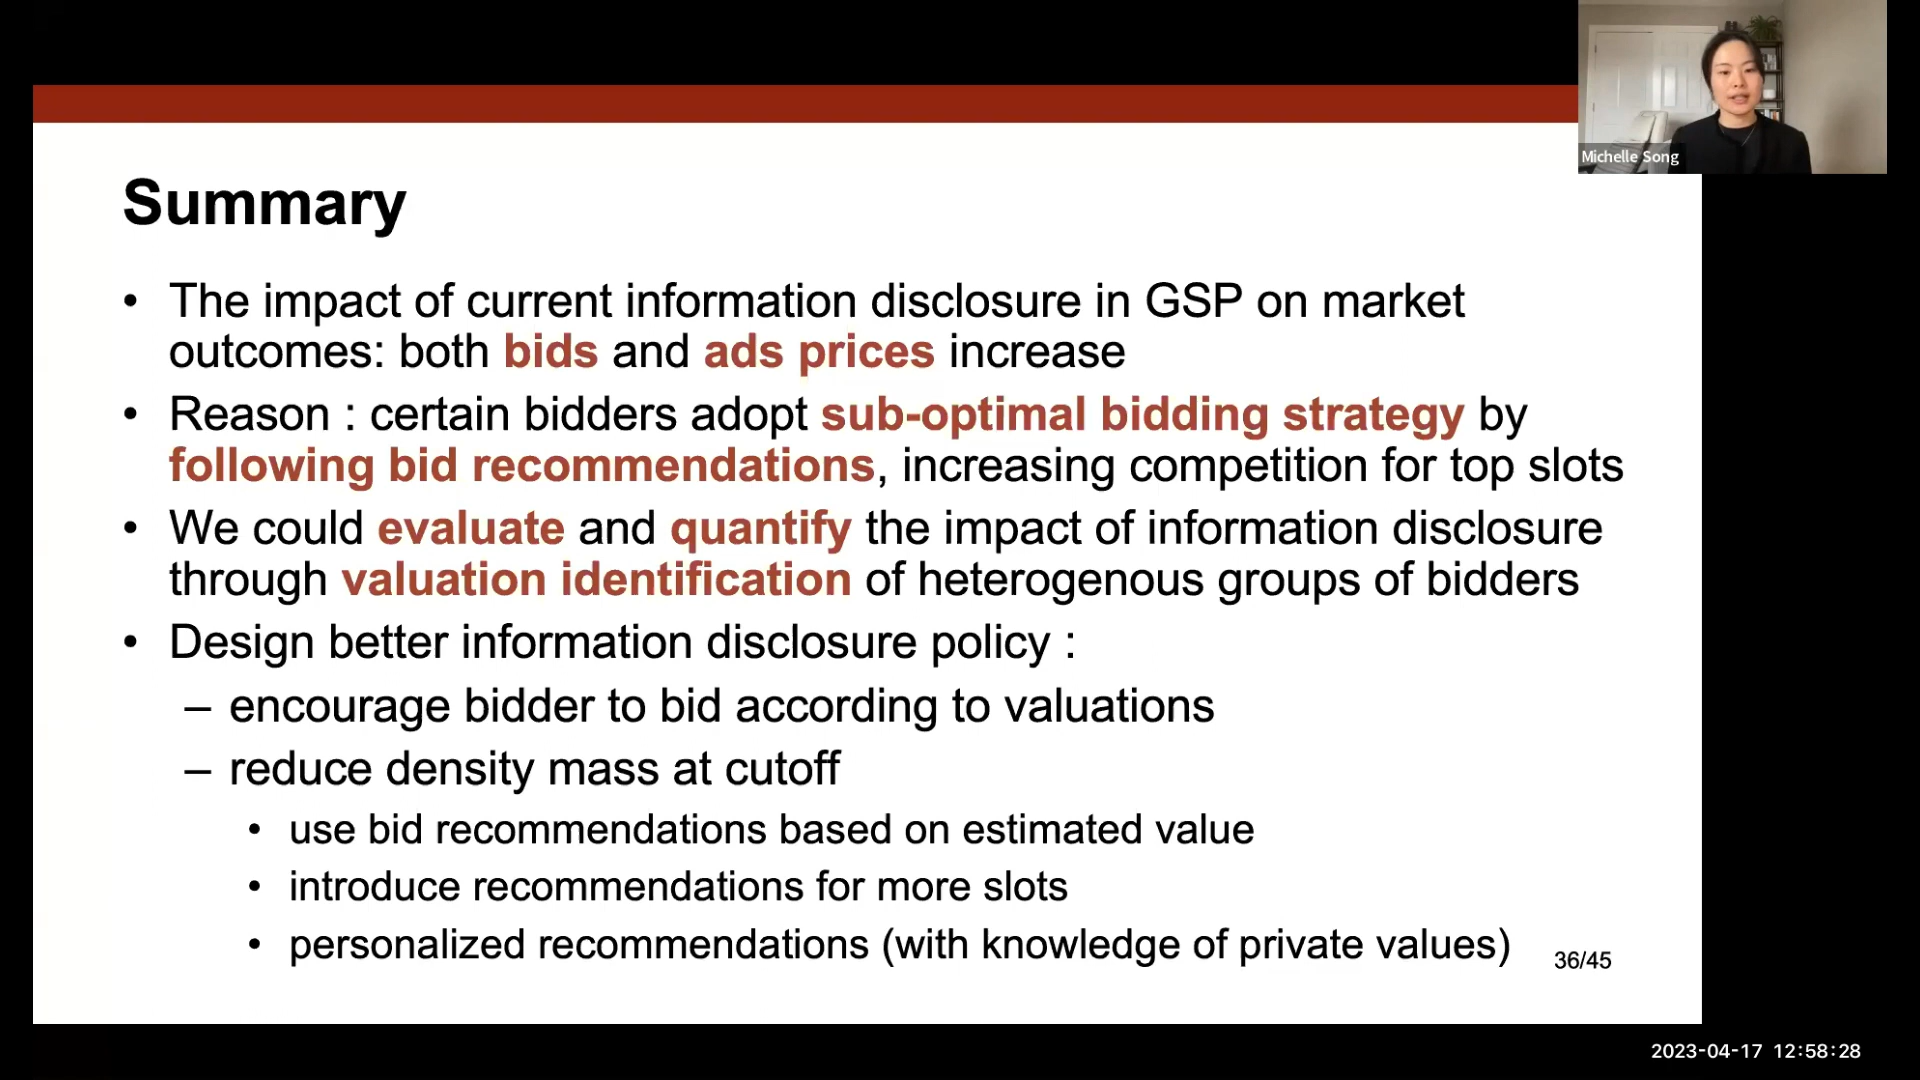 Michelle Song
Summary
• The impact of current information disclosure in GSP on market
outcomes: both bids and ads prices increase
• Reason : certain bidders adopt sub-optimal bidding strategy by
following bid recommendations, increasing competition for top slots
• We could evaluate and quantify the impact of information disclosure
through valuation identification of heterogenous groups of bidders
• Design better information disclosure policy :
– encourage bidder to bid according to valuations
– reduce density mass at cutoff
• use bid recommendations based on estimated value
• introduce recommendations for more slots
• personalized recommendations (with knowledge of private values)
36/45
2023-04-17 12:58:28